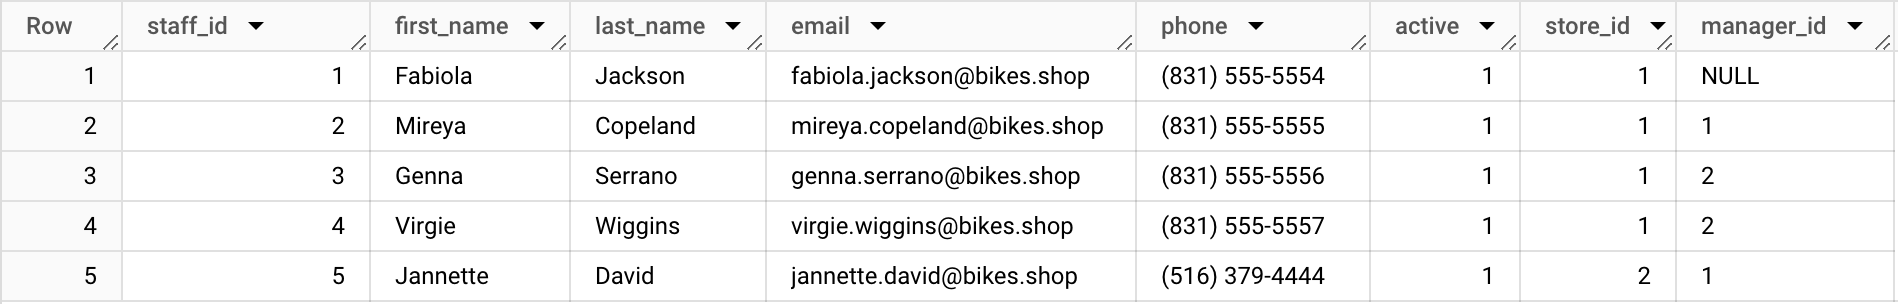 Row staff_id first_name last_name email phone active store_id manager_id
1 1 Fabiola Jackson fabiola.jackson@bikes.shop (831) 555-5554 1 1 NULL
2 2 Mireya Copeland mireya.copeland@bikes.shop (831) 555-5555 1 1 1
3 3 Genna Serrano genna.serrano@bikes.shop (831) 555-5556 1 1 2
4 4 Virgie Wiggins virgie.wiggins@bikes.shop (831) 555-5557 1 1 2
5 5 Jannette David jannette.david@bikes.shop (516) 379-4444 1 2 1